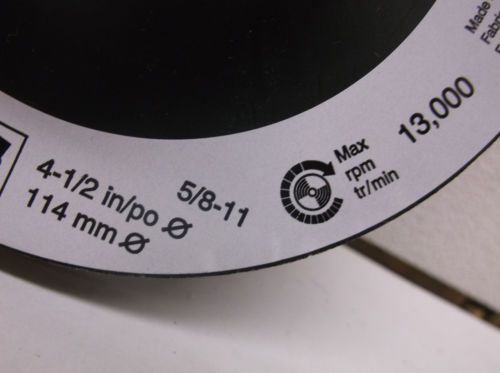 4-1/2 in/po ⌀
114 mm ⌀
5/8-11
Max
rpm
tr/min
13,000
Made